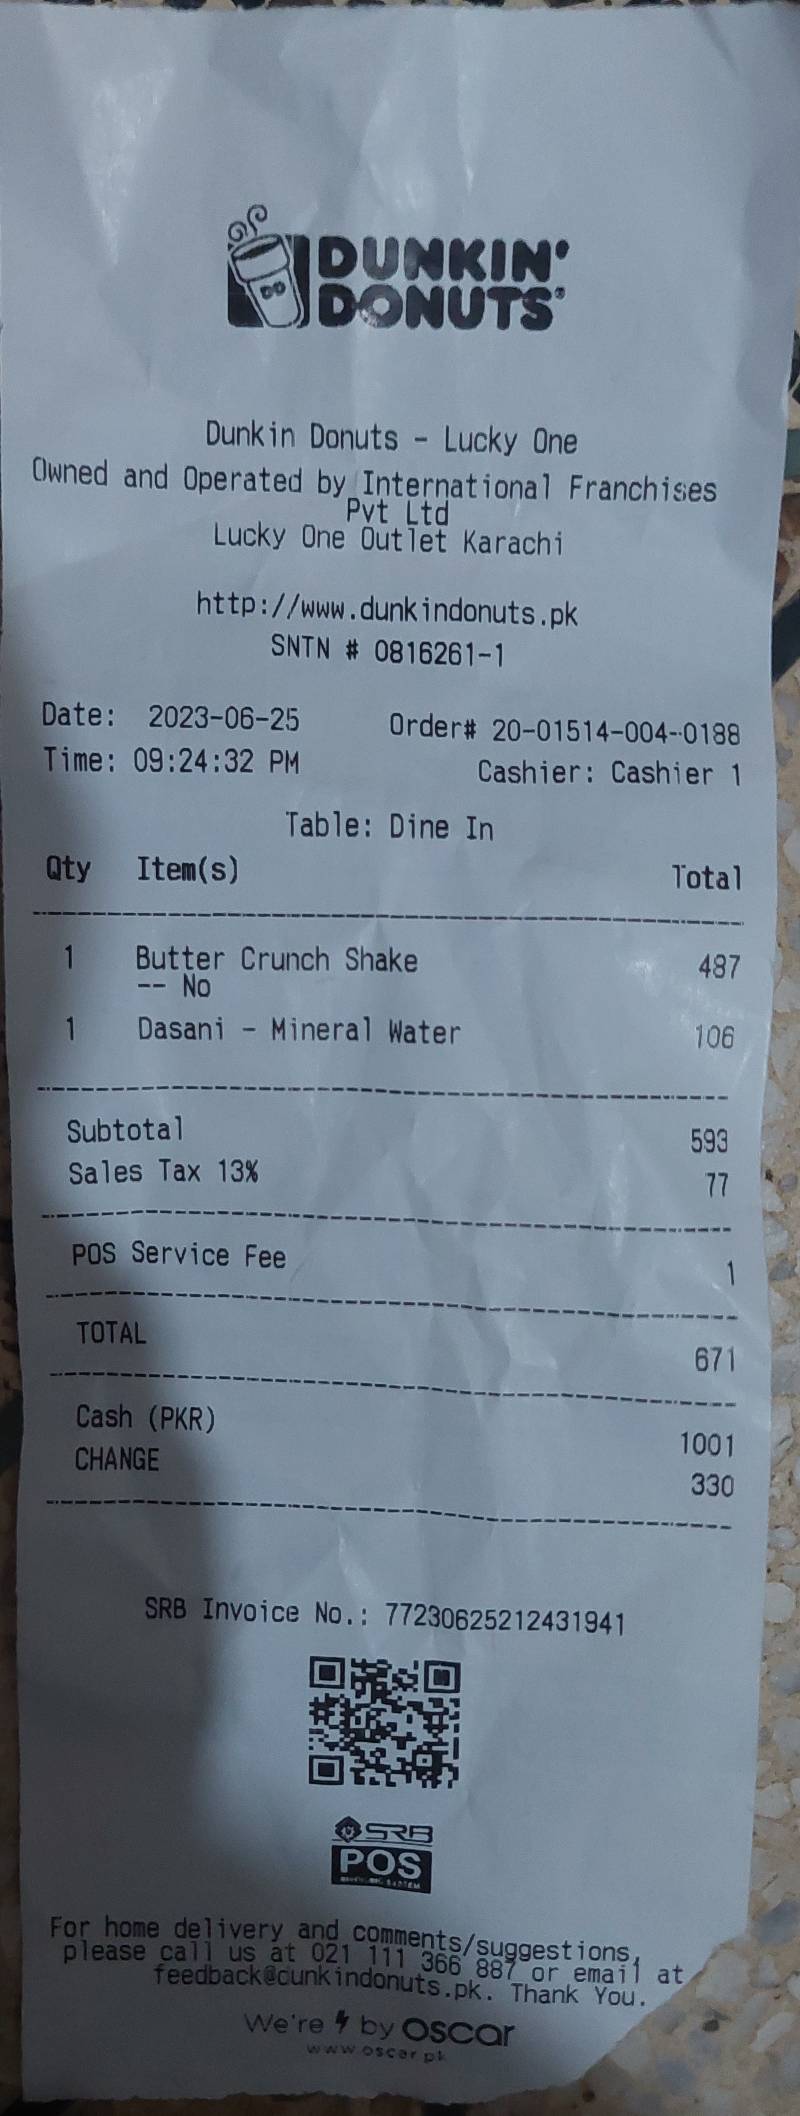 DUNKIN'
DONUTS
Dunkin Donuts - Lucky One
Owned and Operated by International Franchises
Pvt Ltd
Lucky One Outlet Karachi
http://www.dunkindonuts.pk
SNTN # 0816261-1
Date: 2023-06-25 Order# 20-01514-004-0188
Time: 09:24:32 PM Cashier: Cashier 1
Table: Dine In
Qty Item(s) Total
1 Butter Crunch Shake 487
-- No
1 Dasani - Mineral Water 106
Subtotal 593
Sales Tax 13% 77
POS Service Fee 1
TOTAL 671
Cash (PKR) 1001
CHANGE 330
SRB Invoice No.: 77230625212431941
SRB
POS
For home delivery and comments/suggestions,
please call us at 021 111 366 887 or email at
feedback@dunkindonuts.pk. Thank You.
We're by oscar
www.oscar.pk